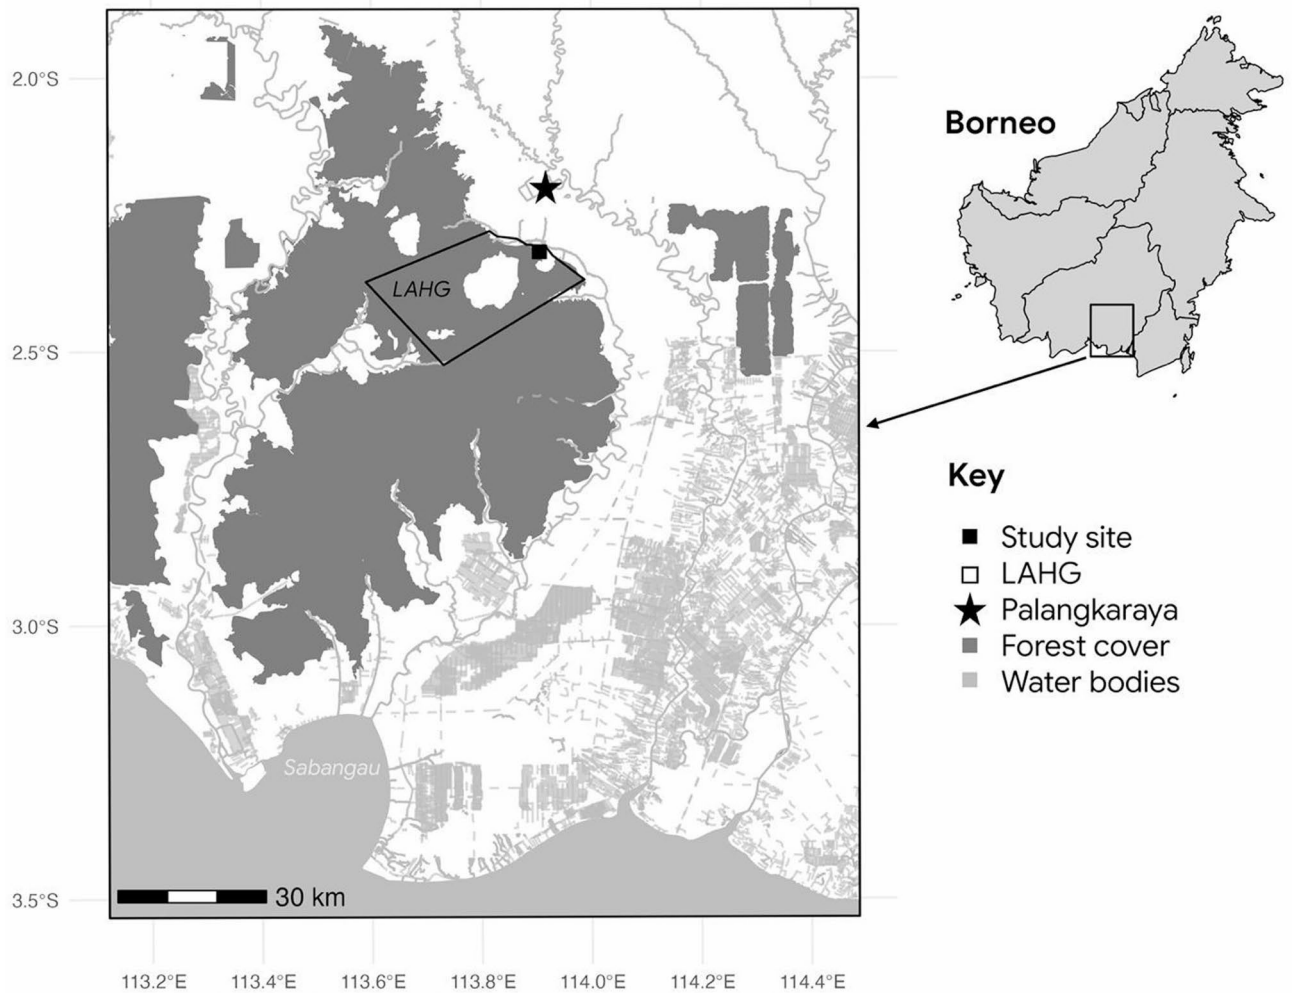 2.0°S
Borneo
LAHG
2.5°S
Key
Study site
LAHG
Palangkaraya
Forest cover
Water bodies
3.0°S
Sabangau
30 km
3.5°S
113.2°E 113.4°E 113.6°E 113.8°E 114.0°E 114.2°E 114.4°E